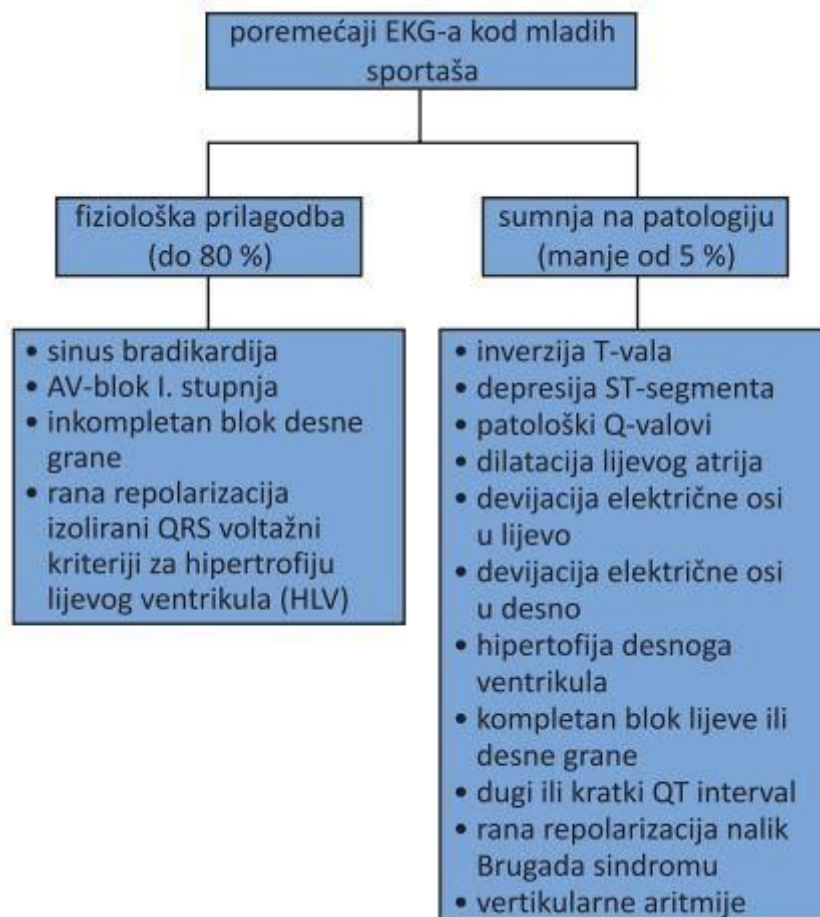 poremećaji EKG-a kod mladih
sportaša
fiziološka prilagodba
(do 80 %)
• sinus bradikardija
• AV-blok I. stupnja
• inkompletan blok desne
grane
• rana repolarizacija
izolirani QRS voltažni
kriteriji za hipertrofiju
lijevog ventrikula (HLV)
sumnja na patologiju
(manje od 5 %)
• inverzija T-vala
• depresija ST-segmenta
• patološki Q-valovi
• dilatacija lijevog atrija
• devijacija električne osi
u lijevo
• devijacija električne osi
u desno
• hipertofija desnoga
ventrikula
• kompletan blok lijeve ili
desne grane
• dugi ili kratki QT interval
• rana repolarizacija nalik
Brugada sindromu
• vertikularne aritmije